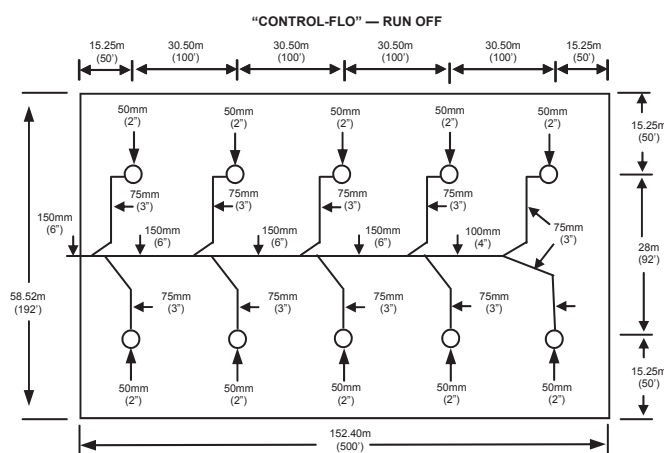 “CONTROL-FLO” — RUN OFF
15.25m
(50’)
30.50m
(100’)
30.50m
(100’)
30.50m
(100’)
30.50m
(100’)
15.25m
(50’)
50mm
(2”)
50mm
(2”)
50mm
(2”)
50mm
(2”)
50mm
(2”)
15.25m
(50’)
75mm
(3”)
75mm
(3”)
75mm
(3”)
75mm
(3”)
75mm
(3”)
150mm
(6”)
150mm
(6”)
150mm
(6”)
150mm
(6”)
100mm
(4”)
28m
(92’)
58.52m
(192’)
75mm
(3”)
75mm
(3”)
75mm
(3”)
75mm
(3”)
15.25m
(50’)
50mm
(2”)
50mm
(2”)
50mm
(2”)
50mm
(2”)
50mm
(2”)
152.40m
(500’)